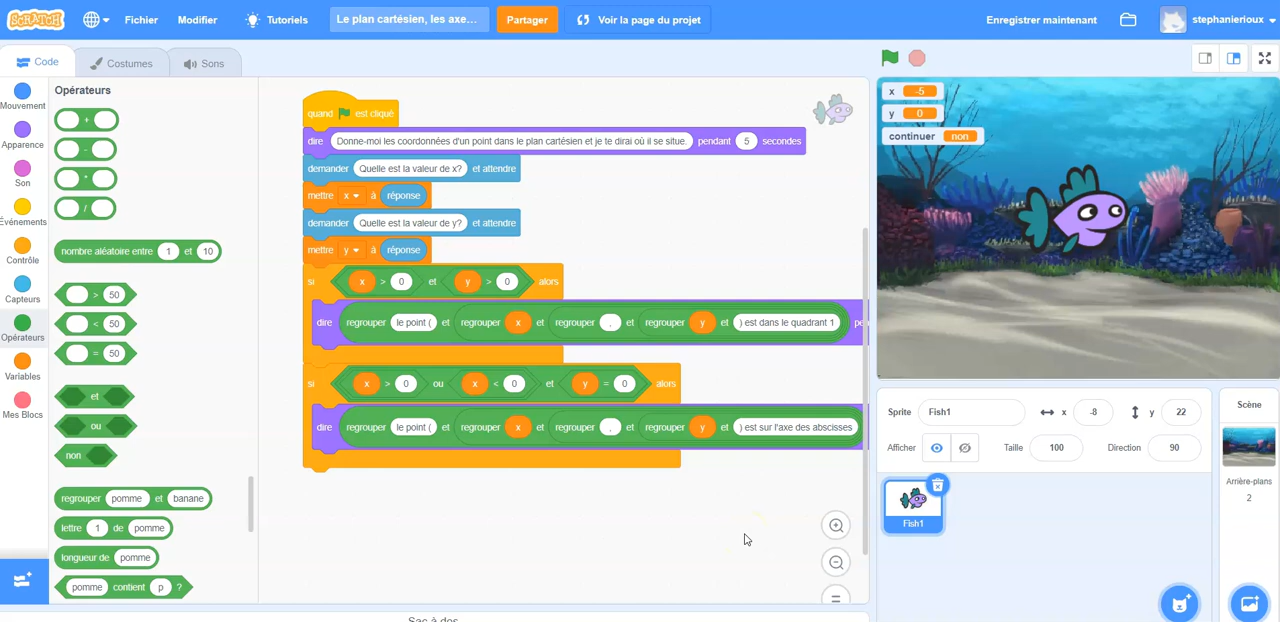 SCRATCH Fichier Modifier Tutoriels Le plan cartésien, les axe... Partager Voir la page du projet Enregistrer maintenant stephanierioux
Code Costumes Sons
Mouvement
Apparence
Son
Événements
Contrôle
Capteurs
Opérateurs
Variables
Mes Blocs
Opérateurs
+
-
*
/
nombre aléatoire entre 1 et 10
> 50
< 50
= 50
et
ou
non
regrouper pomme et banane
lettre 1 de pomme
longueur de pomme
pomme contient p ?
quand est cliqué
dire Donne-moi les coordonnées d'un point dans le plan cartésien et je te dirai où il se situe. pendant 5 secondes
demander Quelle est la valeur de x? et attendre
mettre x à réponse
demander Quelle est la valeur de y? et attendre
mettre y à réponse
si x > 0 et y > 0 alors
dire regrouper le point ( et regrouper x et regrouper , et regrouper y et ) est dans le quadrant 1 pe
si x > 0 ou x < 0 et y = 0 alors
dire regrouper le point ( et regrouper x et regrouper , et regrouper y et ) est sur l'axe des abscisses
Sac à dos
x -5
y 0
continuer non
Sprite Fish1 x -8 y 22
Afficher Taille 100 Direction 90
Fish1
Scène
Arrière-plans
2